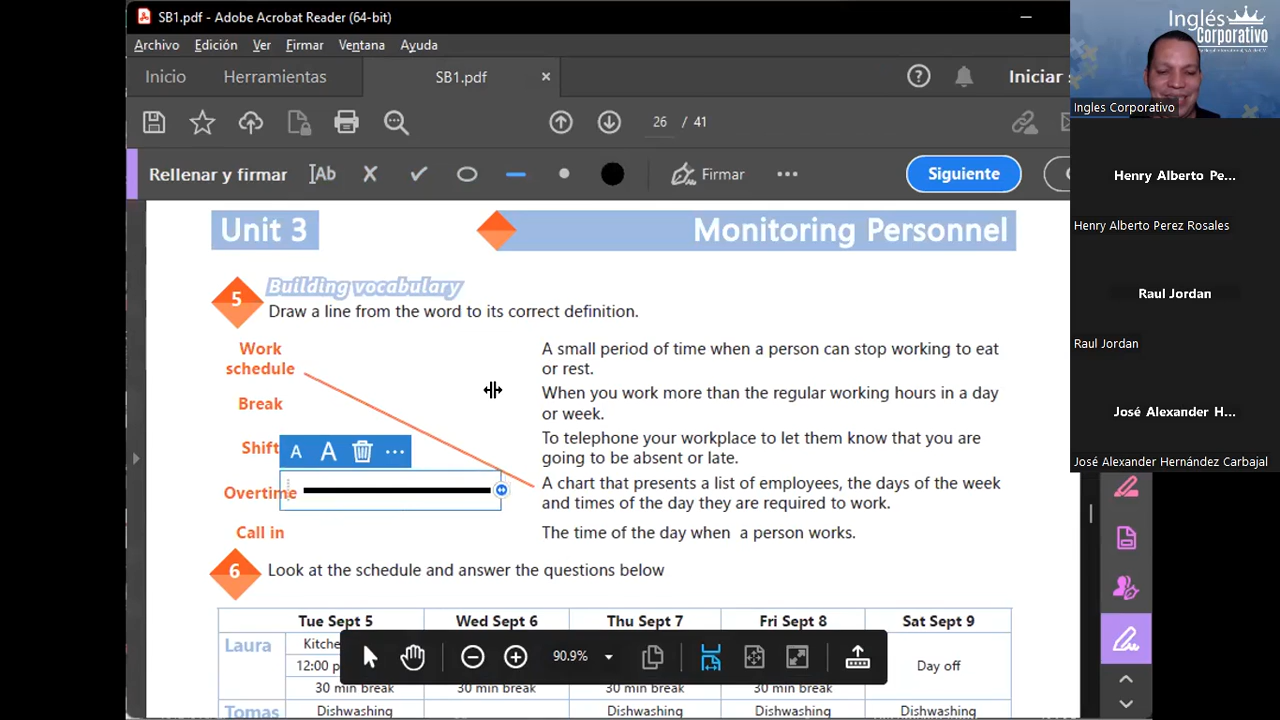 SB1.pdf - Adobe Acrobat Reader (64-bit)
Archivo Edición Ver Firmar Ventana Ayuda
Inicio Herramientas SB1.pdf × Iniciar
26 / 41
Rellenar y firmar Ab Firmar ... Siguiente
Unit 3 Monitoring Personnel
5 Building vocabulary
Draw a line from the word to its correct definition.
Work schedule
A small period of time when a person can stop working to eat
or rest.
Break
When you work more than the regular working hours in a day
or week.
Shift
A A ...
To telephone your workplace to let them know that you are
going to be absent or late.
Overtime
A chart that presents a list of employees, the days of the week
and times of the day they are required to work.
Call in
The time of the day when a person works.
6 Look at the schedule and answer the questions below
Tue Sept 5 Wed Sept 6 Thu Sept 7 Fri Sept 8 Sat Sept 9
Laura
12:00 Day off
30 min break 30 min break 30 min break 30 min break
Tomas Dishwashing Dishwashing Dishwashing Dishwashing
90.9%
Inglés
Corporativo
Ingles Corporativo
Henry Alberto Pe...
Henry Alberto Perez Rosales
Raul Jordan
Raul Jordan
José Alexander H...
José Alexander Hernández Carbajal